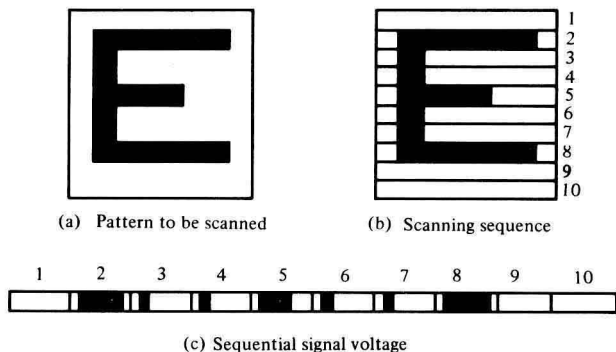 E
E
1
2
3
4
5
6
7
8
9
10
(a) Pattern to be scanned
(b) Scanning sequence
1 2 3 4 5 6 7 8 9 10
(c) Sequential signal voltage